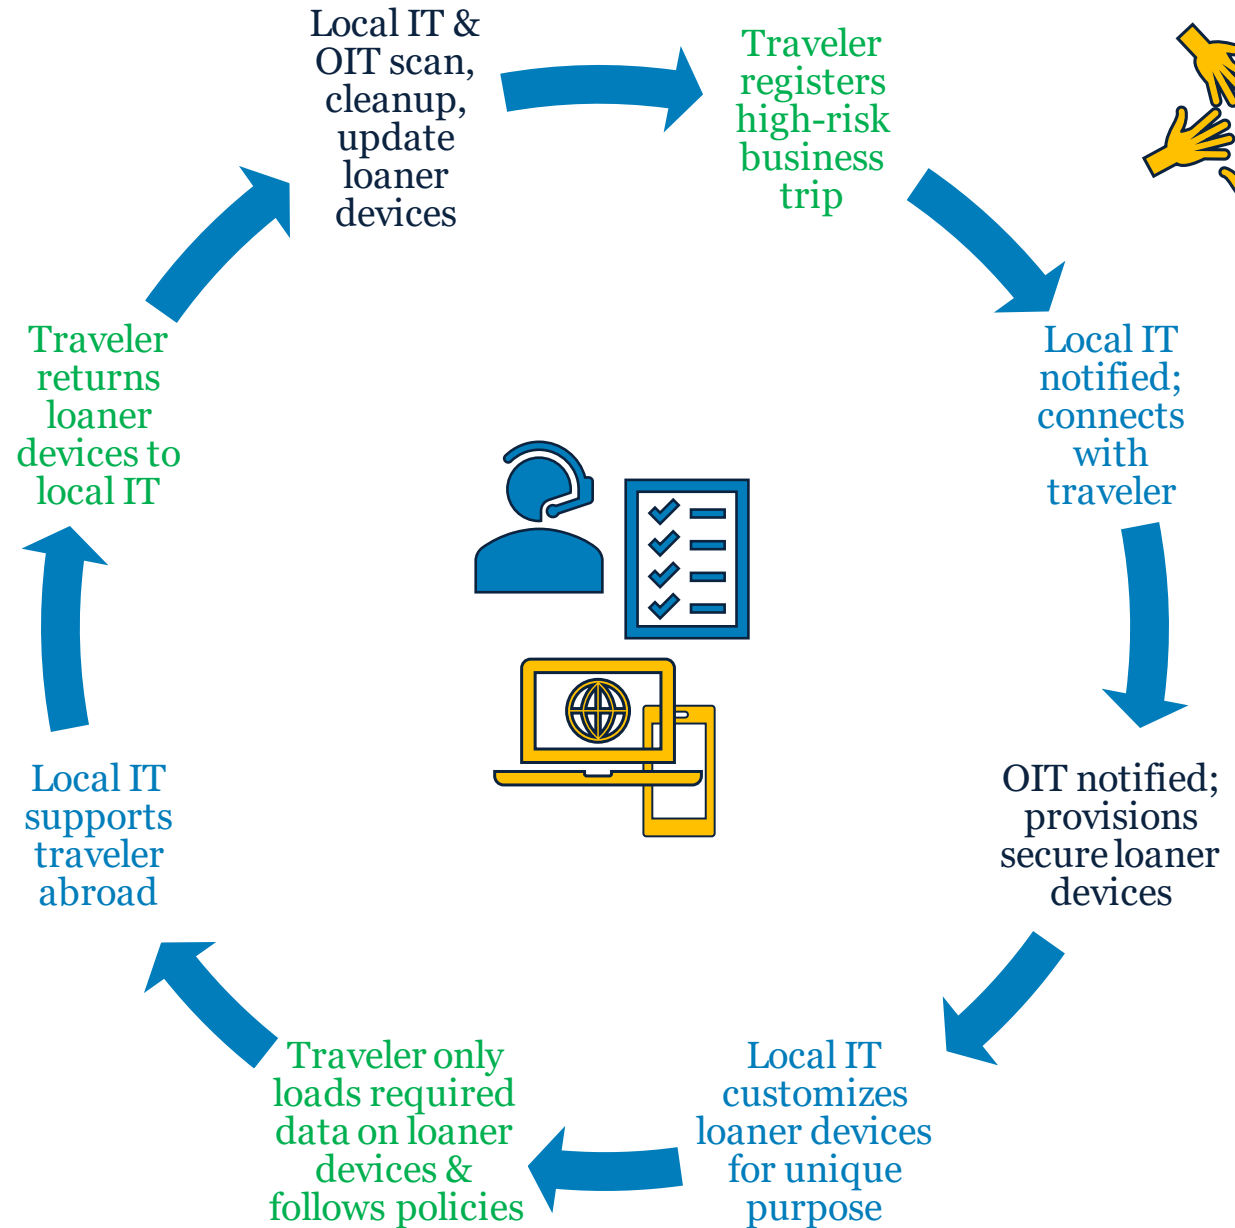 Local IT &
OIT scan,
cleanup,
update
loaner
devices
Traveler
registers
high-risk
business
trip
Local IT
notified;
connects
with
traveler
OIT notified;
provisions
secure loaner
devices
Local IT
customizes
loaner devices
for unique
purpose
Traveler only
loads required
data on loaner
devices &
follows policies
Local IT
supports
traveler
abroad
Traveler
returns
loaner
devices to
local IT